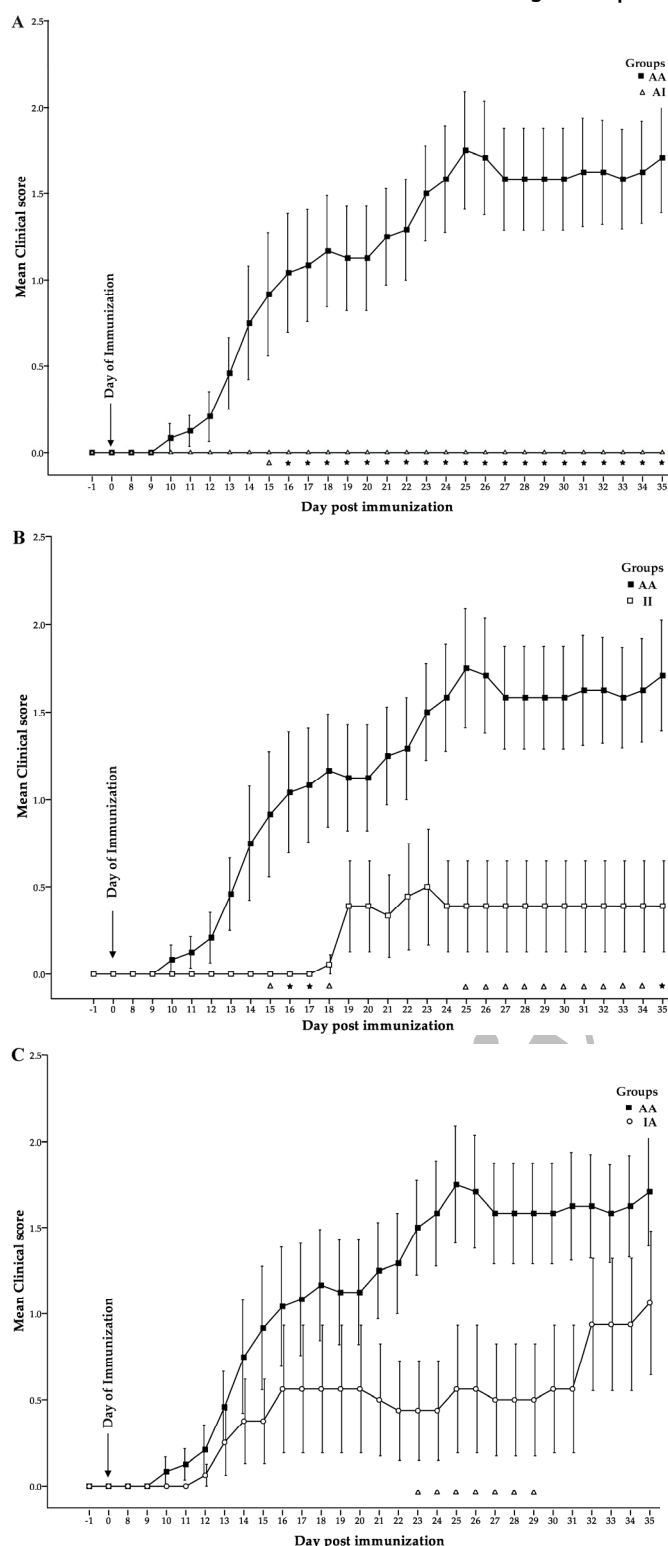 A
Groups
■ AA
△ AI
2.5
2.0
1.5
1.0
0.5
0.0
Mean Clinical score
Day of Immunization
-1 0 8 9 10 11 12 13 14 15 16 17 18 19 20 21 22 23 24 25 26 27 28 29 30 31 32 33 34 35
Day post immunization
B
Groups
■ AA
□ II
2.5
2.0
1.5
1.0
0.5
0.0
Mean Clinical score
Day of Immunization
-1 0 8 9 10 11 12 13 14 15 16 17 18 19 20 21 22 23 24 25 26 27 28 29 30 31 32 33 34 35
Day post immunization
C
Groups
■ AA
○ IA
2.5
2.0
1.5
1.0
0.5
0.0
Mean Clinical score
Day of Immunization
-1 0 8 9 10 11 12 13 14 15 16 17 18 19 20 21 22 23 24 25 26 27 28 29 30 31 32 33 34 35
Day post immunization